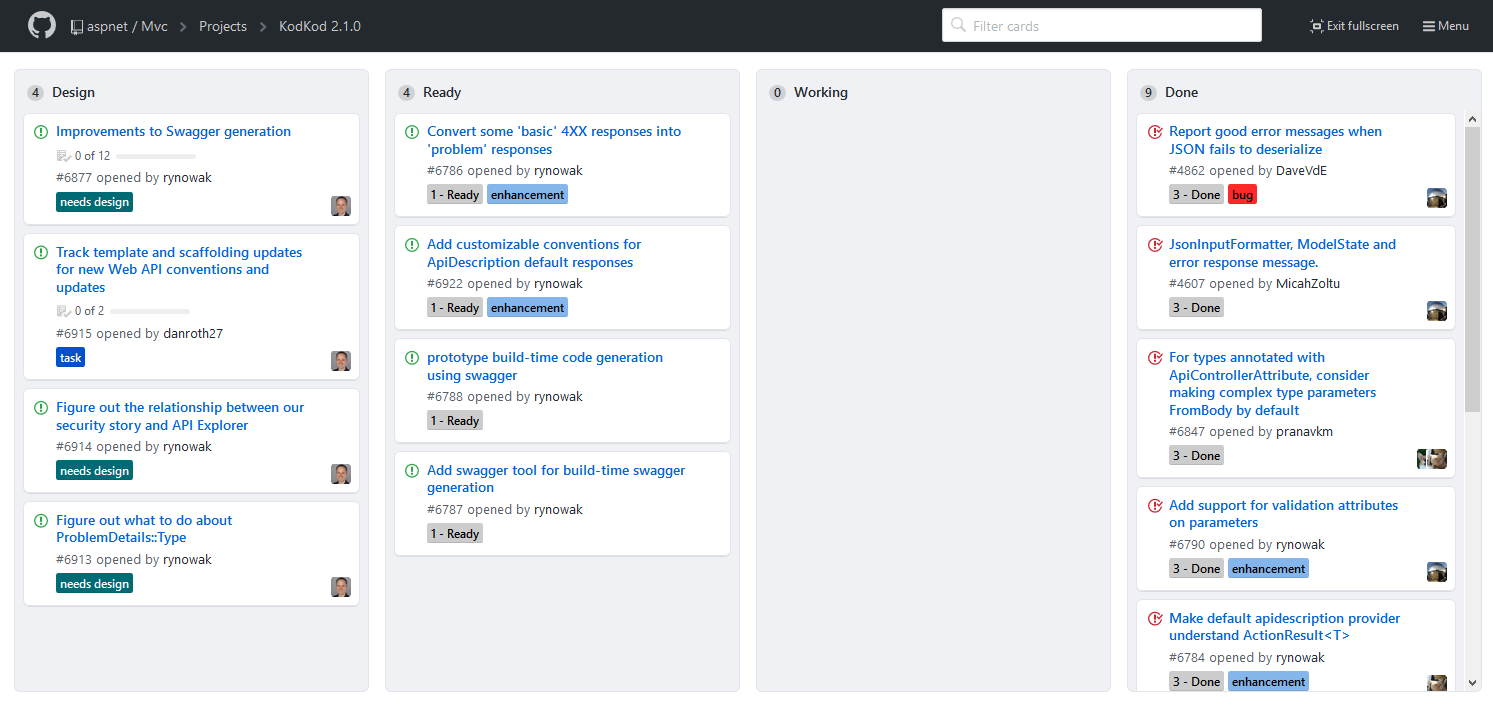 aspnet / Mvc > Projects > KodKod 2.1.0
Filter cards
Exit fullscreen
Menu
4 Design
Improvements to Swagger generation
0 of 12
#6877 opened by rynowak
needs design
Track template and scaffolding updates
for new Web API conventions and
updates
0 of 2
#6915 opened by danroth27
task
Figure out the relationship between our
security story and API Explorer
#6914 opened by rynowak
needs design
Figure out what to do about
ProblemDetails::Type
#6913 opened by rynowak
needs design
4 Ready
Convert some 'basic' 4XX responses into
'problem' responses
#6786 opened by rynowak
1 - Ready enhancement
Add customizable conventions for
ApiDescription default responses
#6922 opened by rynowak
1 - Ready enhancement
prototype build-time code generation
using swagger
#6788 opened by rynowak
1 - Ready
Add swagger tool for build-time swagger
generation
#6787 opened by rynowak
1 - Ready
0 Working
9 Done
Report good error messages when
JSON fails to deserialize
#4862 opened by DaveVdE
3 - Done bug
JsonInputFormatter, ModelState and
error response message.
#4607 opened by MicahZoltu
3 - Done
For types annotated with
ApiControllerAttribute, consider
making complex type parameters
FromBody by default
#6847 opened by pranavkm
3 - Done
Add support for validation attributes
on parameters
#6790 opened by rynowak
3 - Done enhancement
Make default apidescription provider
understand ActionResult<T>
#6784 opened by rynowak
3 - Done enhancement